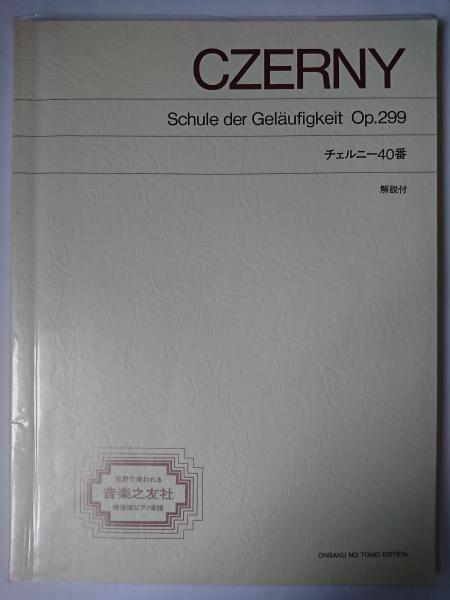 CZERNY
Schule der Geläufigkeit Op.299
チェルニー40番
解説付
世界で使われる
音楽之友社
標準版ピアノ楽譜
ONGAKU NO TOMO EDITION